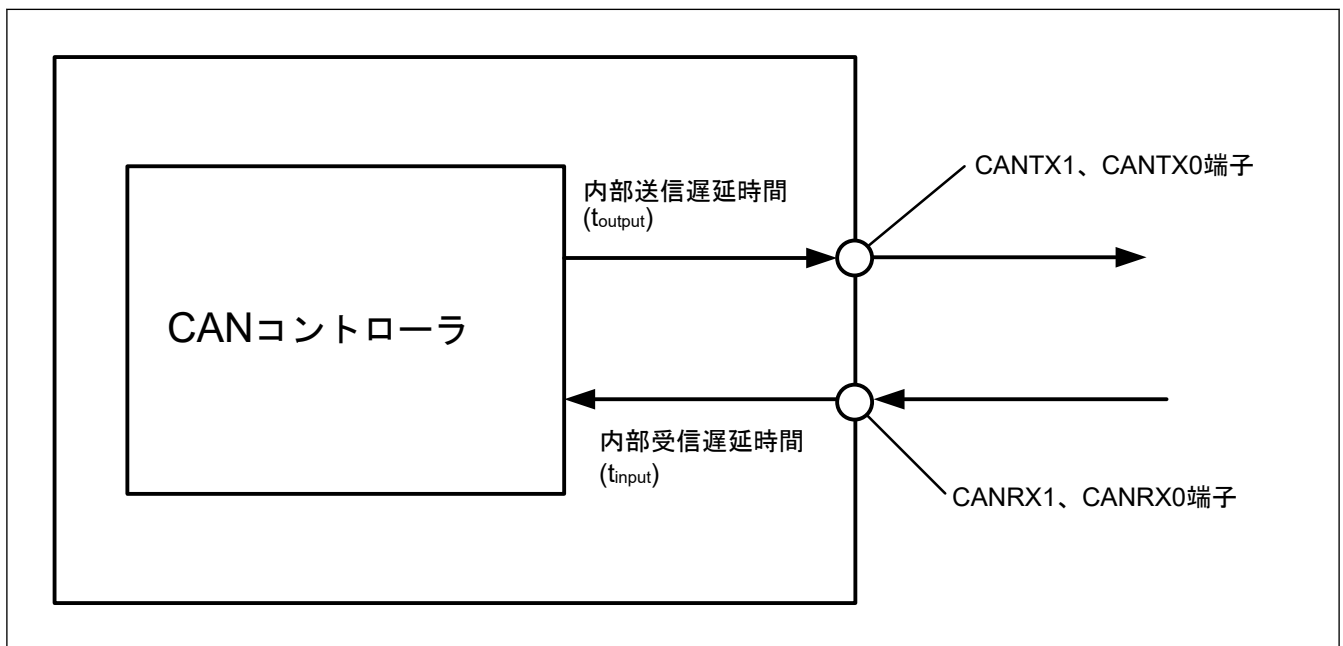 CANTX1、CANTX0端子
内部送信遅延時間
(toutput)
CANコントローラ
内部受信遅延時間
(tinput)
CANRX1、CANRX0端子